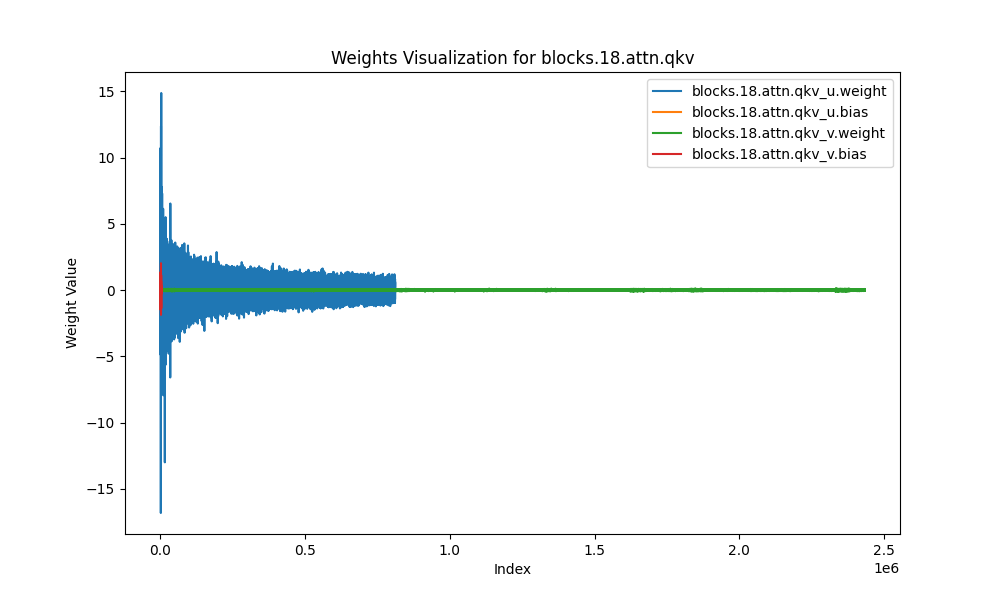 Weights Visualization for blocks.18.attn.qkv
blocks.18.attn.qkv_u.weight
blocks.18.attn.qkv_u.bias
blocks.18.attn.qkv_v.weight
blocks.18.attn.qkv_v.bias
Weight Value
15
10
5
0
−5
−10
−15
0.0 0.5 1.0 1.5 2.0 2.5
1e6
Index